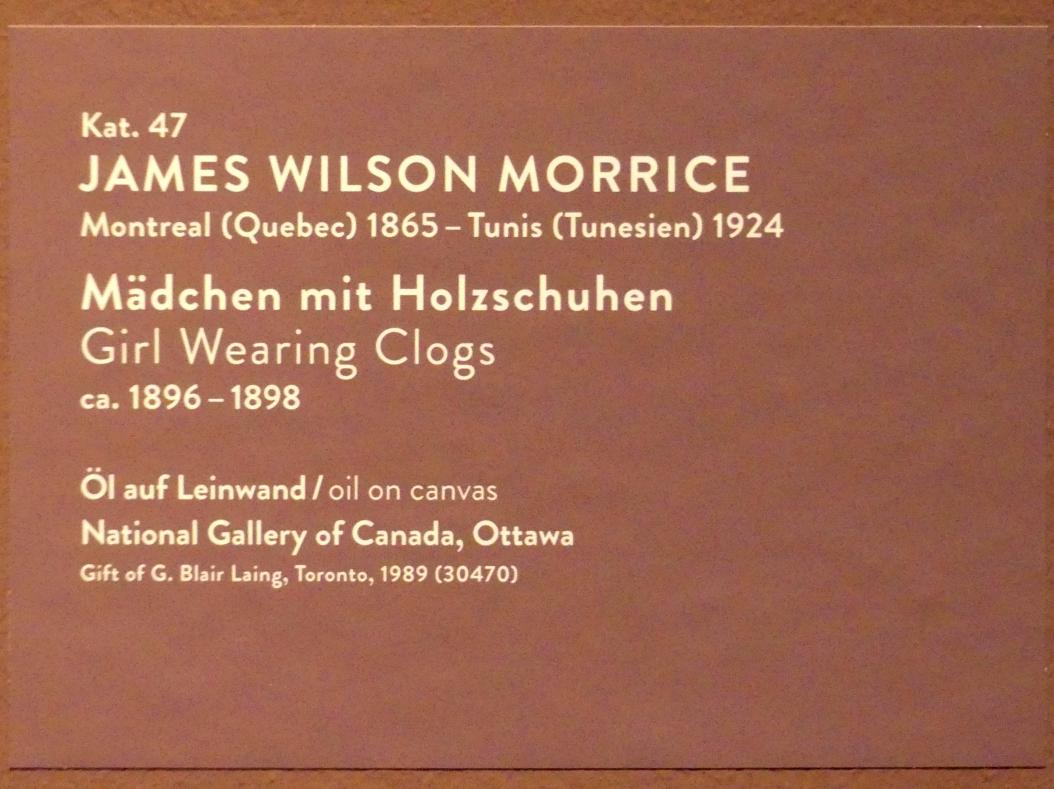 Kat. 47
JAMES WILSON MORRICE
Montreal (Quebec) 1865 – Tunis (Tunesien) 1924
Mädchen mit Holzschuhen
Girl Wearing Clogs
ca. 1896 – 1898
Öl auf Leinwand / oil on canvas
National Gallery of Canada, Ottawa
Gift of G. Blair Laing, Toronto, 1989 (30470)